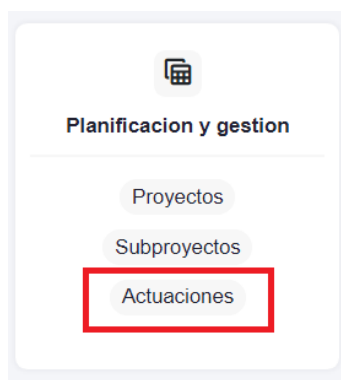 Planificacion y gestion
Proyectos
Subproyectos
Actuaciones